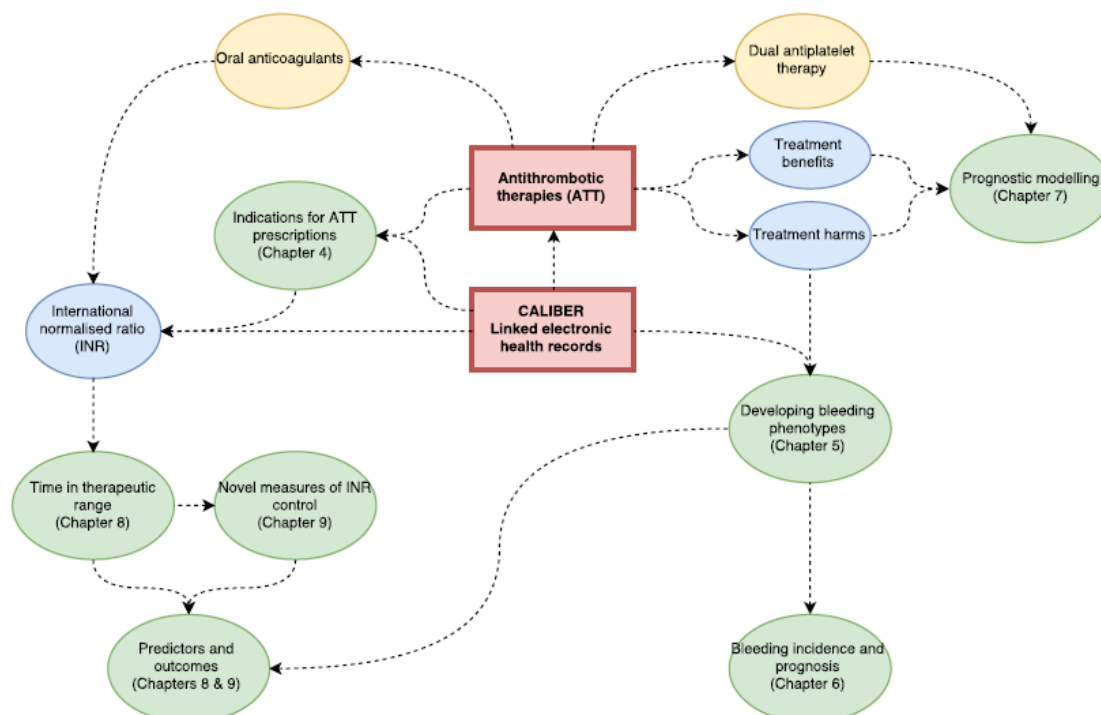 Oral anticoagulants
Dual antiplatelet
therapy
Antithrombotic
therapies (ATT)
Treatment
benefits
Prognostic modelling
(Chapter 7)
Indications for ATT
prescriptions
(Chapter 4)
Treatment harms
International
normalised ratio
(INR)
CALIBER
Linked electronic
health records
Developing bleeding
phenotypes
(Chapter 5)
Time in therapeutic
range
(Chapter 8)
Novel measures of INR
control
(Chapter 9)
Predictors and
outcomes
(Chapters 8 & 9)
Bleeding incidence and
prognosis
(Chapter 6)